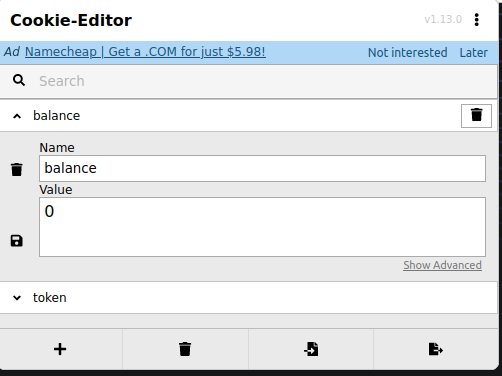 Cookie-Editor
v1.13.0
Ad Namecheap | Get a .COM for just $5.98!
Not interested Later
Search
balance
Name
balance
Value
0
Show Advanced
token